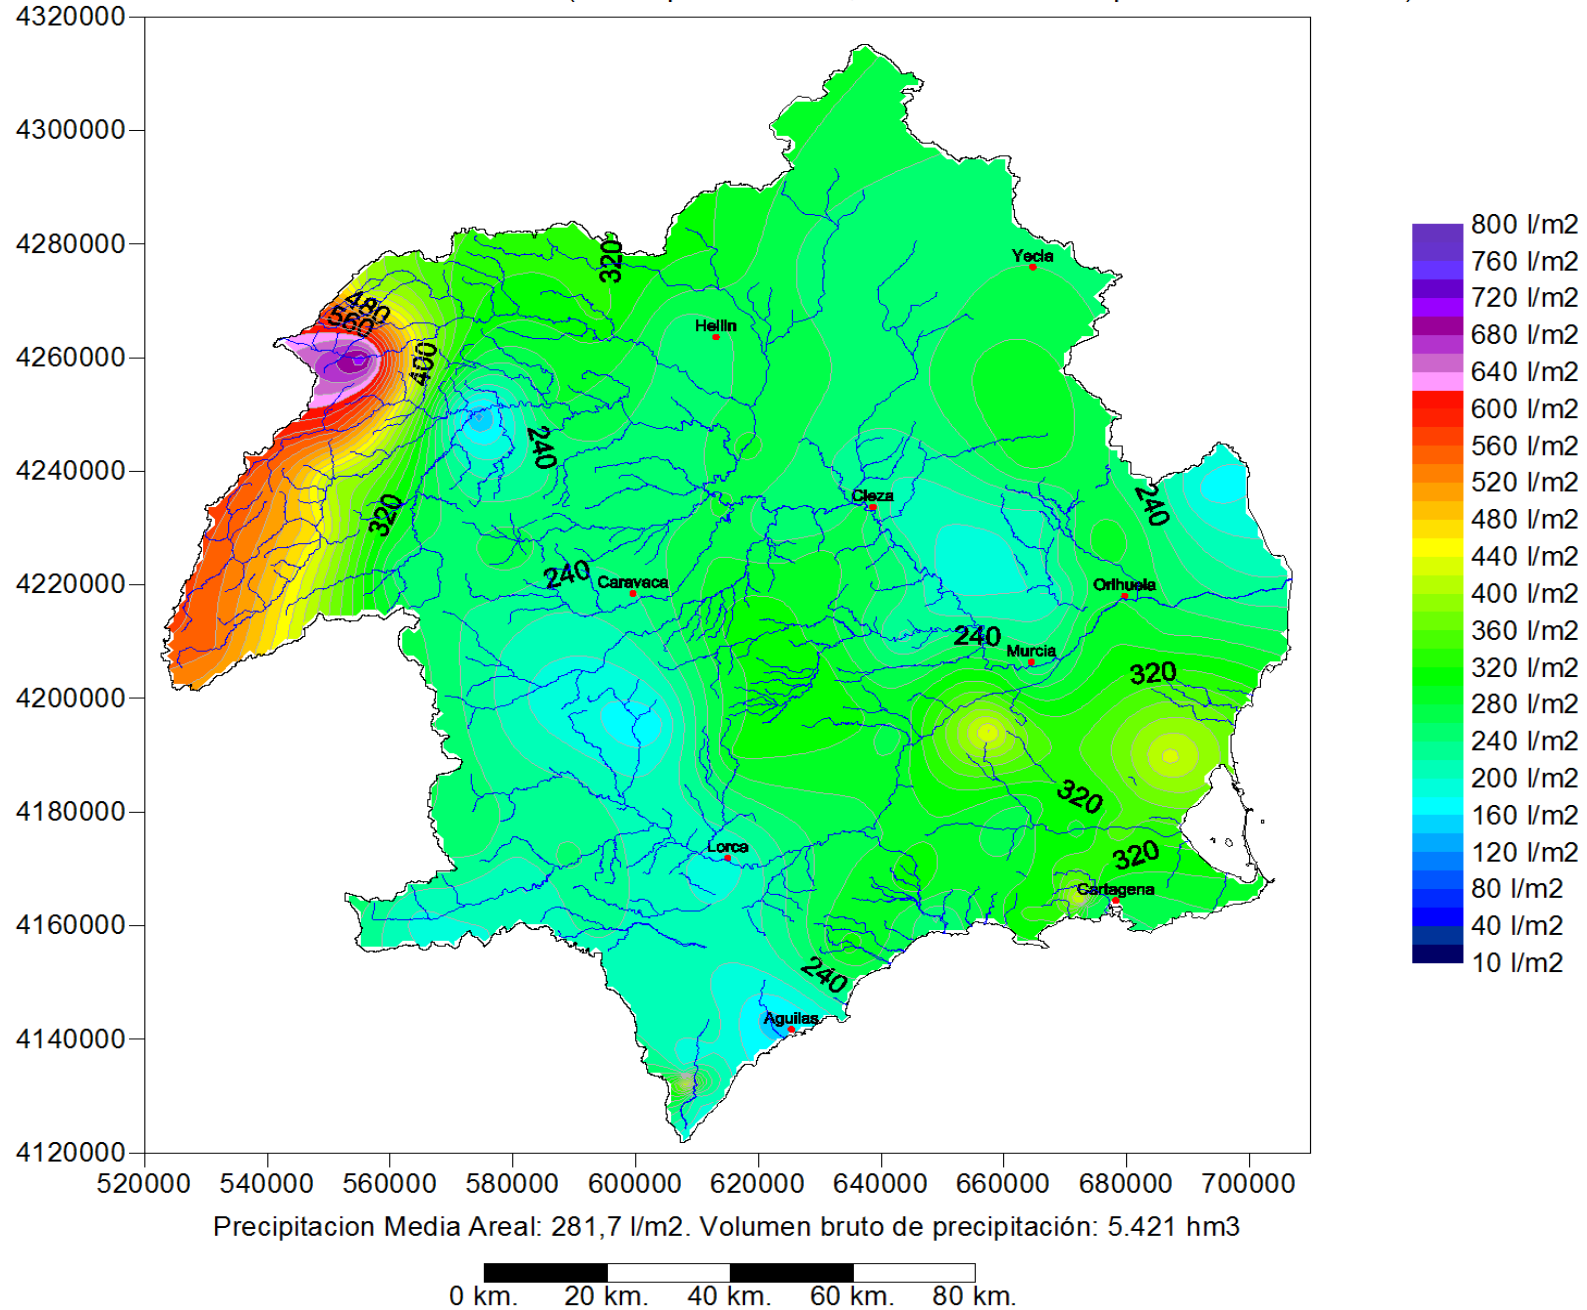 4320000
4300000
4280000
4260000
4240000
4220000
4200000
4180000
4160000
4140000
4120000
520000 540000 560000 580000 600000 620000 640000 660000 680000 700000
320
Yecla
480
560
Hellin
400
240
Cieza
240
320
240
Caravaca
Orihuela
240
Murcia
320
320
Lorca
320
Cartagena
240
Aguilas
800 l/m2
760 l/m2
720 l/m2
680 l/m2
640 l/m2
600 l/m2
560 l/m2
520 l/m2
480 l/m2
440 l/m2
400 l/m2
360 l/m2
320 l/m2
280 l/m2
240 l/m2
200 l/m2
160 l/m2
120 l/m2
80 l/m2
40 l/m2
10 l/m2
Precipitacion Media Areal: 281,7 l/m2. Volumen bruto de precipitación: 5.421 hm3
0 km. 20 km. 40 km. 60 km. 80 km.